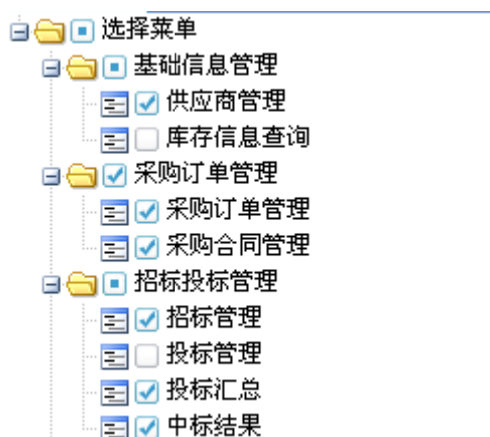 选择菜单
基础信息管理
供应商管理
库存信息查询
采购订单管理
采购订单管理
采购合同管理
招标投标管理
招标管理
投标管理
投标汇总
中标结果